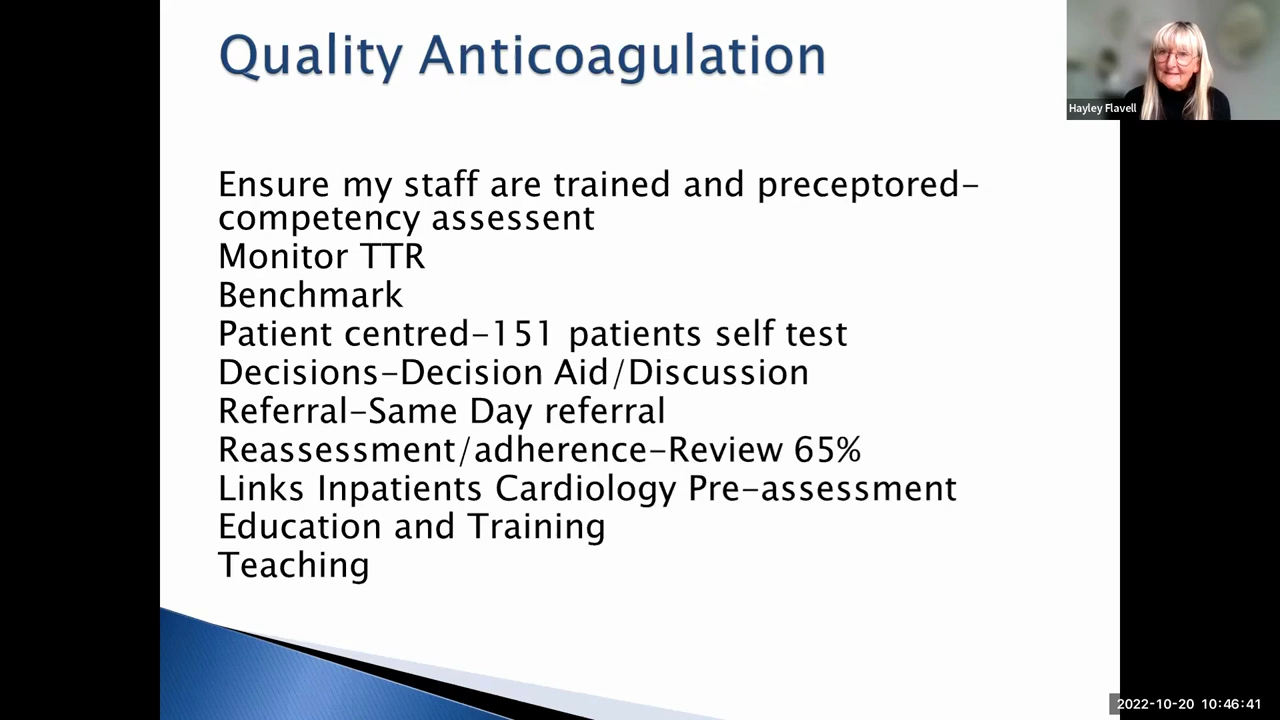 Quality Anticoagulation
Hayley Flavell
Ensure my staff are trained and preceptored-
competency assessent
Monitor TTR
Benchmark
Patient centred-151 patients self test
Decisions-Decision Aid/Discussion
Referral-Same Day referral
Reassessment/adherence-Review 65%
Links Inpatients Cardiology Pre-assessment
Education and Training
Teaching
2022-10-20 10:46:41